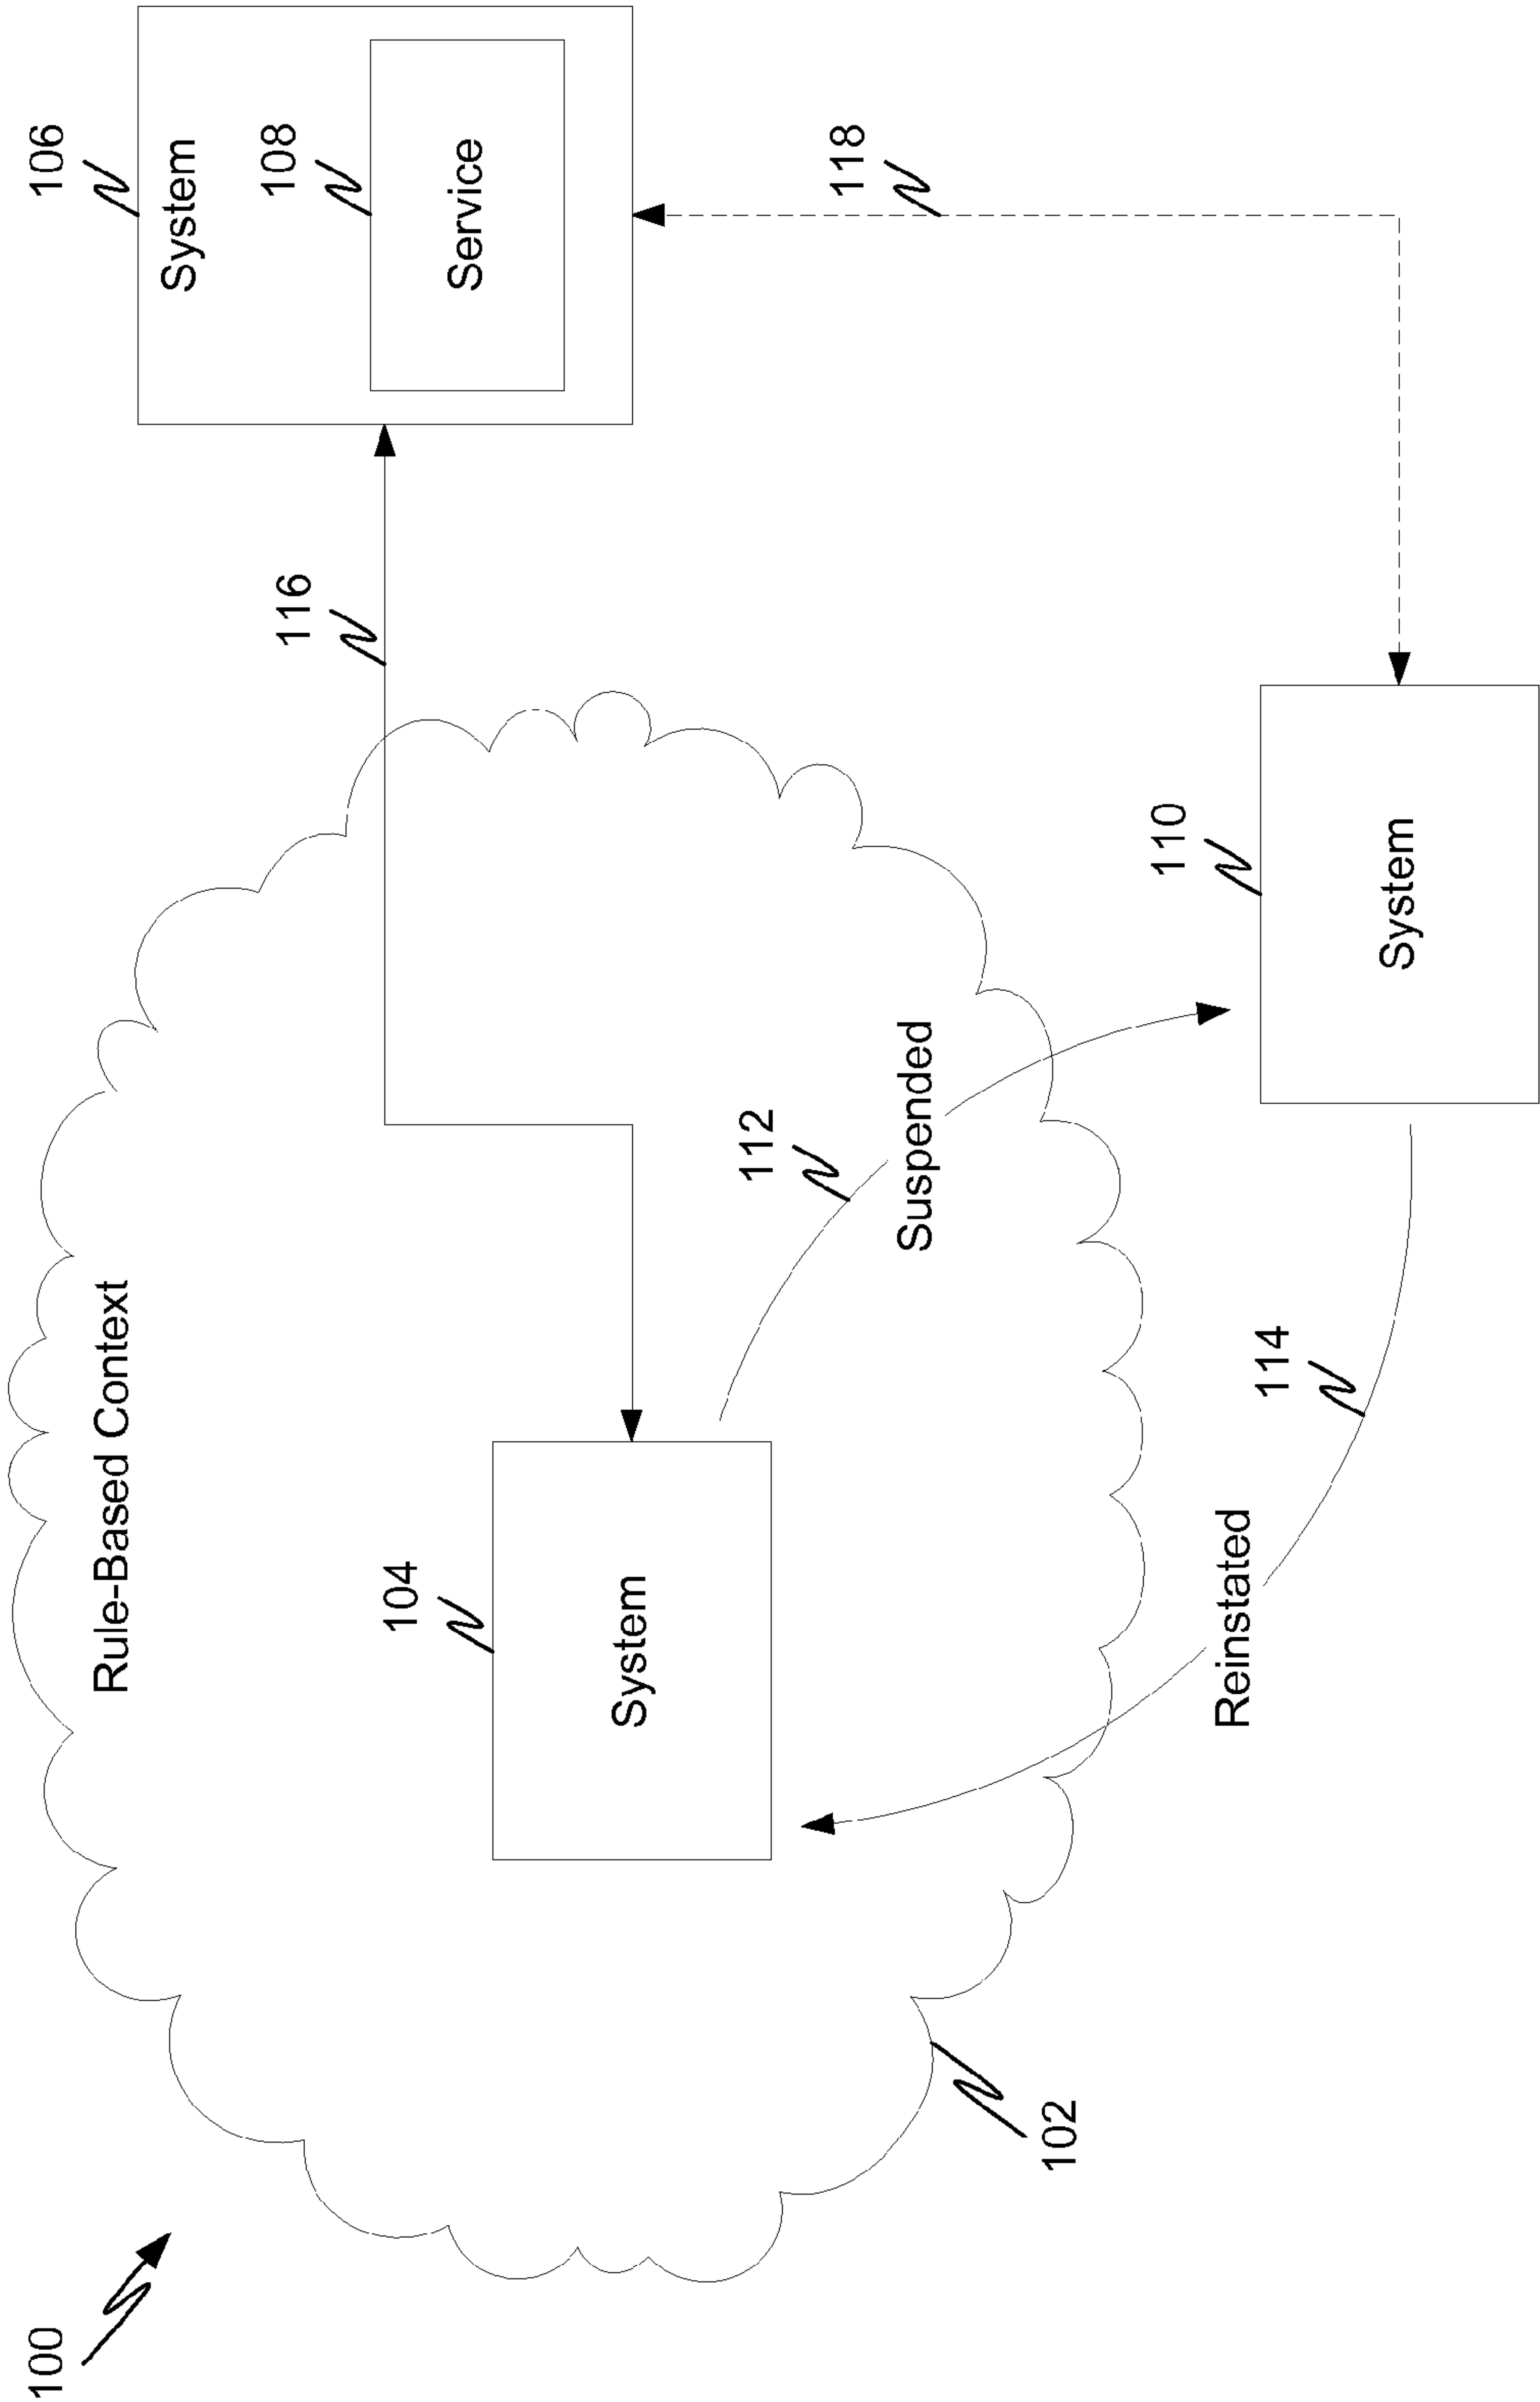 100
Rule-Based Context
106
System
108
Service
116
104
System
112
Suspended
118
110
System
114
Reinstated
102